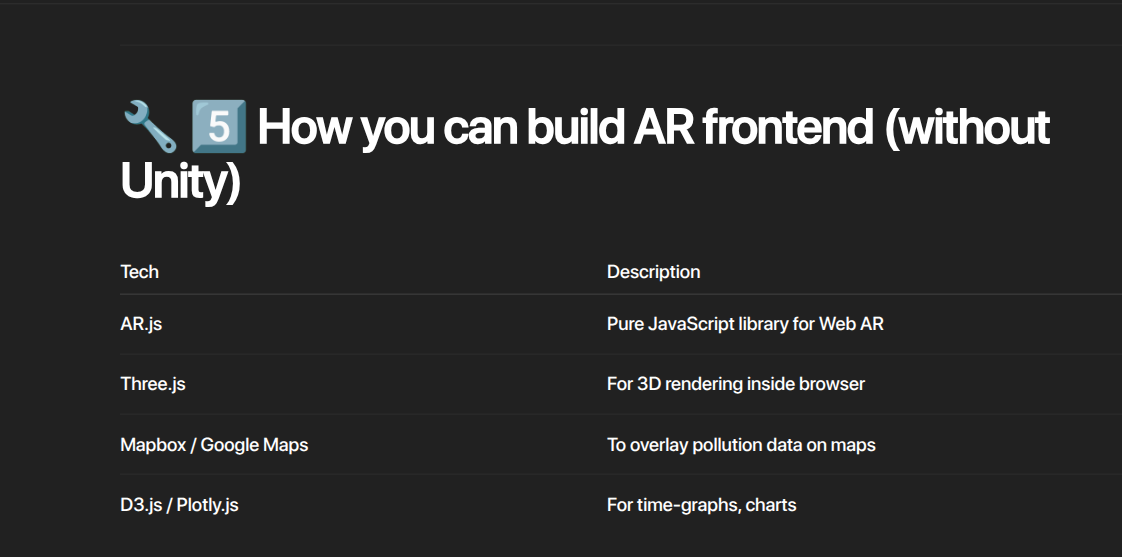 🔧 5️⃣ How you can build AR frontend (without
Unity)
Tech Description
AR.js Pure JavaScript library for Web AR
Three.js For 3D rendering inside browser
Mapbox / Google Maps To overlay pollution data on maps
D3.js / Plotly.js For time-graphs, charts